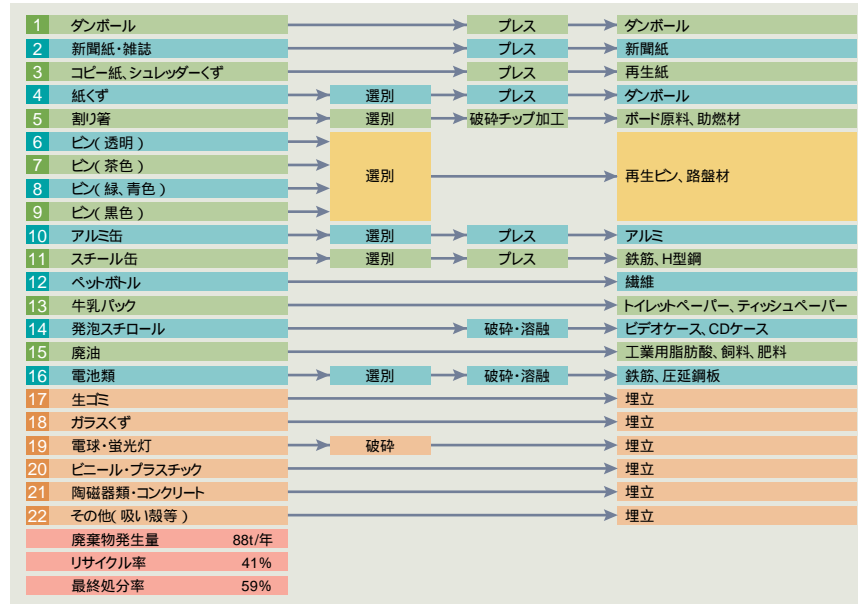 1 ダンボール プレス ダンボール
2 新聞紙・雑誌 プレス 新聞紙
3 コピー紙、シュレッダーくず プレス 再生紙
4 紙くず 選別 プレス ダンボール
5 割り箸 選別 破砕チップ加工 ボード原料、助燃材
6 ビン(透明)
7 ビン(茶色)
選別 再生ビン、路盤材
8 ビン(緑、青色)
9 ビン(黒色)
10 アルミ缶 選別 プレス アルミ
11 スチール缶 選別 プレス 鉄筋、H型鋼
12 ペットボトル 繊維
13 牛乳パック トイレットペーパー、ティッシュペーパー
14 発泡スチロール 破砕・溶融 ビデオケース、CDケース
15 廃油 工業用脂肪酸、飼料、肥料
16 電池類 選別 破砕・溶融 鉄筋、圧延鋼板
17 生ゴミ 埋立
18 ガラスくず 埋立
19 電球・蛍光灯 破砕 埋立
20 ビニール・プラスチック 埋立
21 陶磁器類・コンクリート 埋立
22 その他(吸い殻等) 埋立
廃棄物発生量 88t/年
リサイクル率 41%
最終処分率 59%